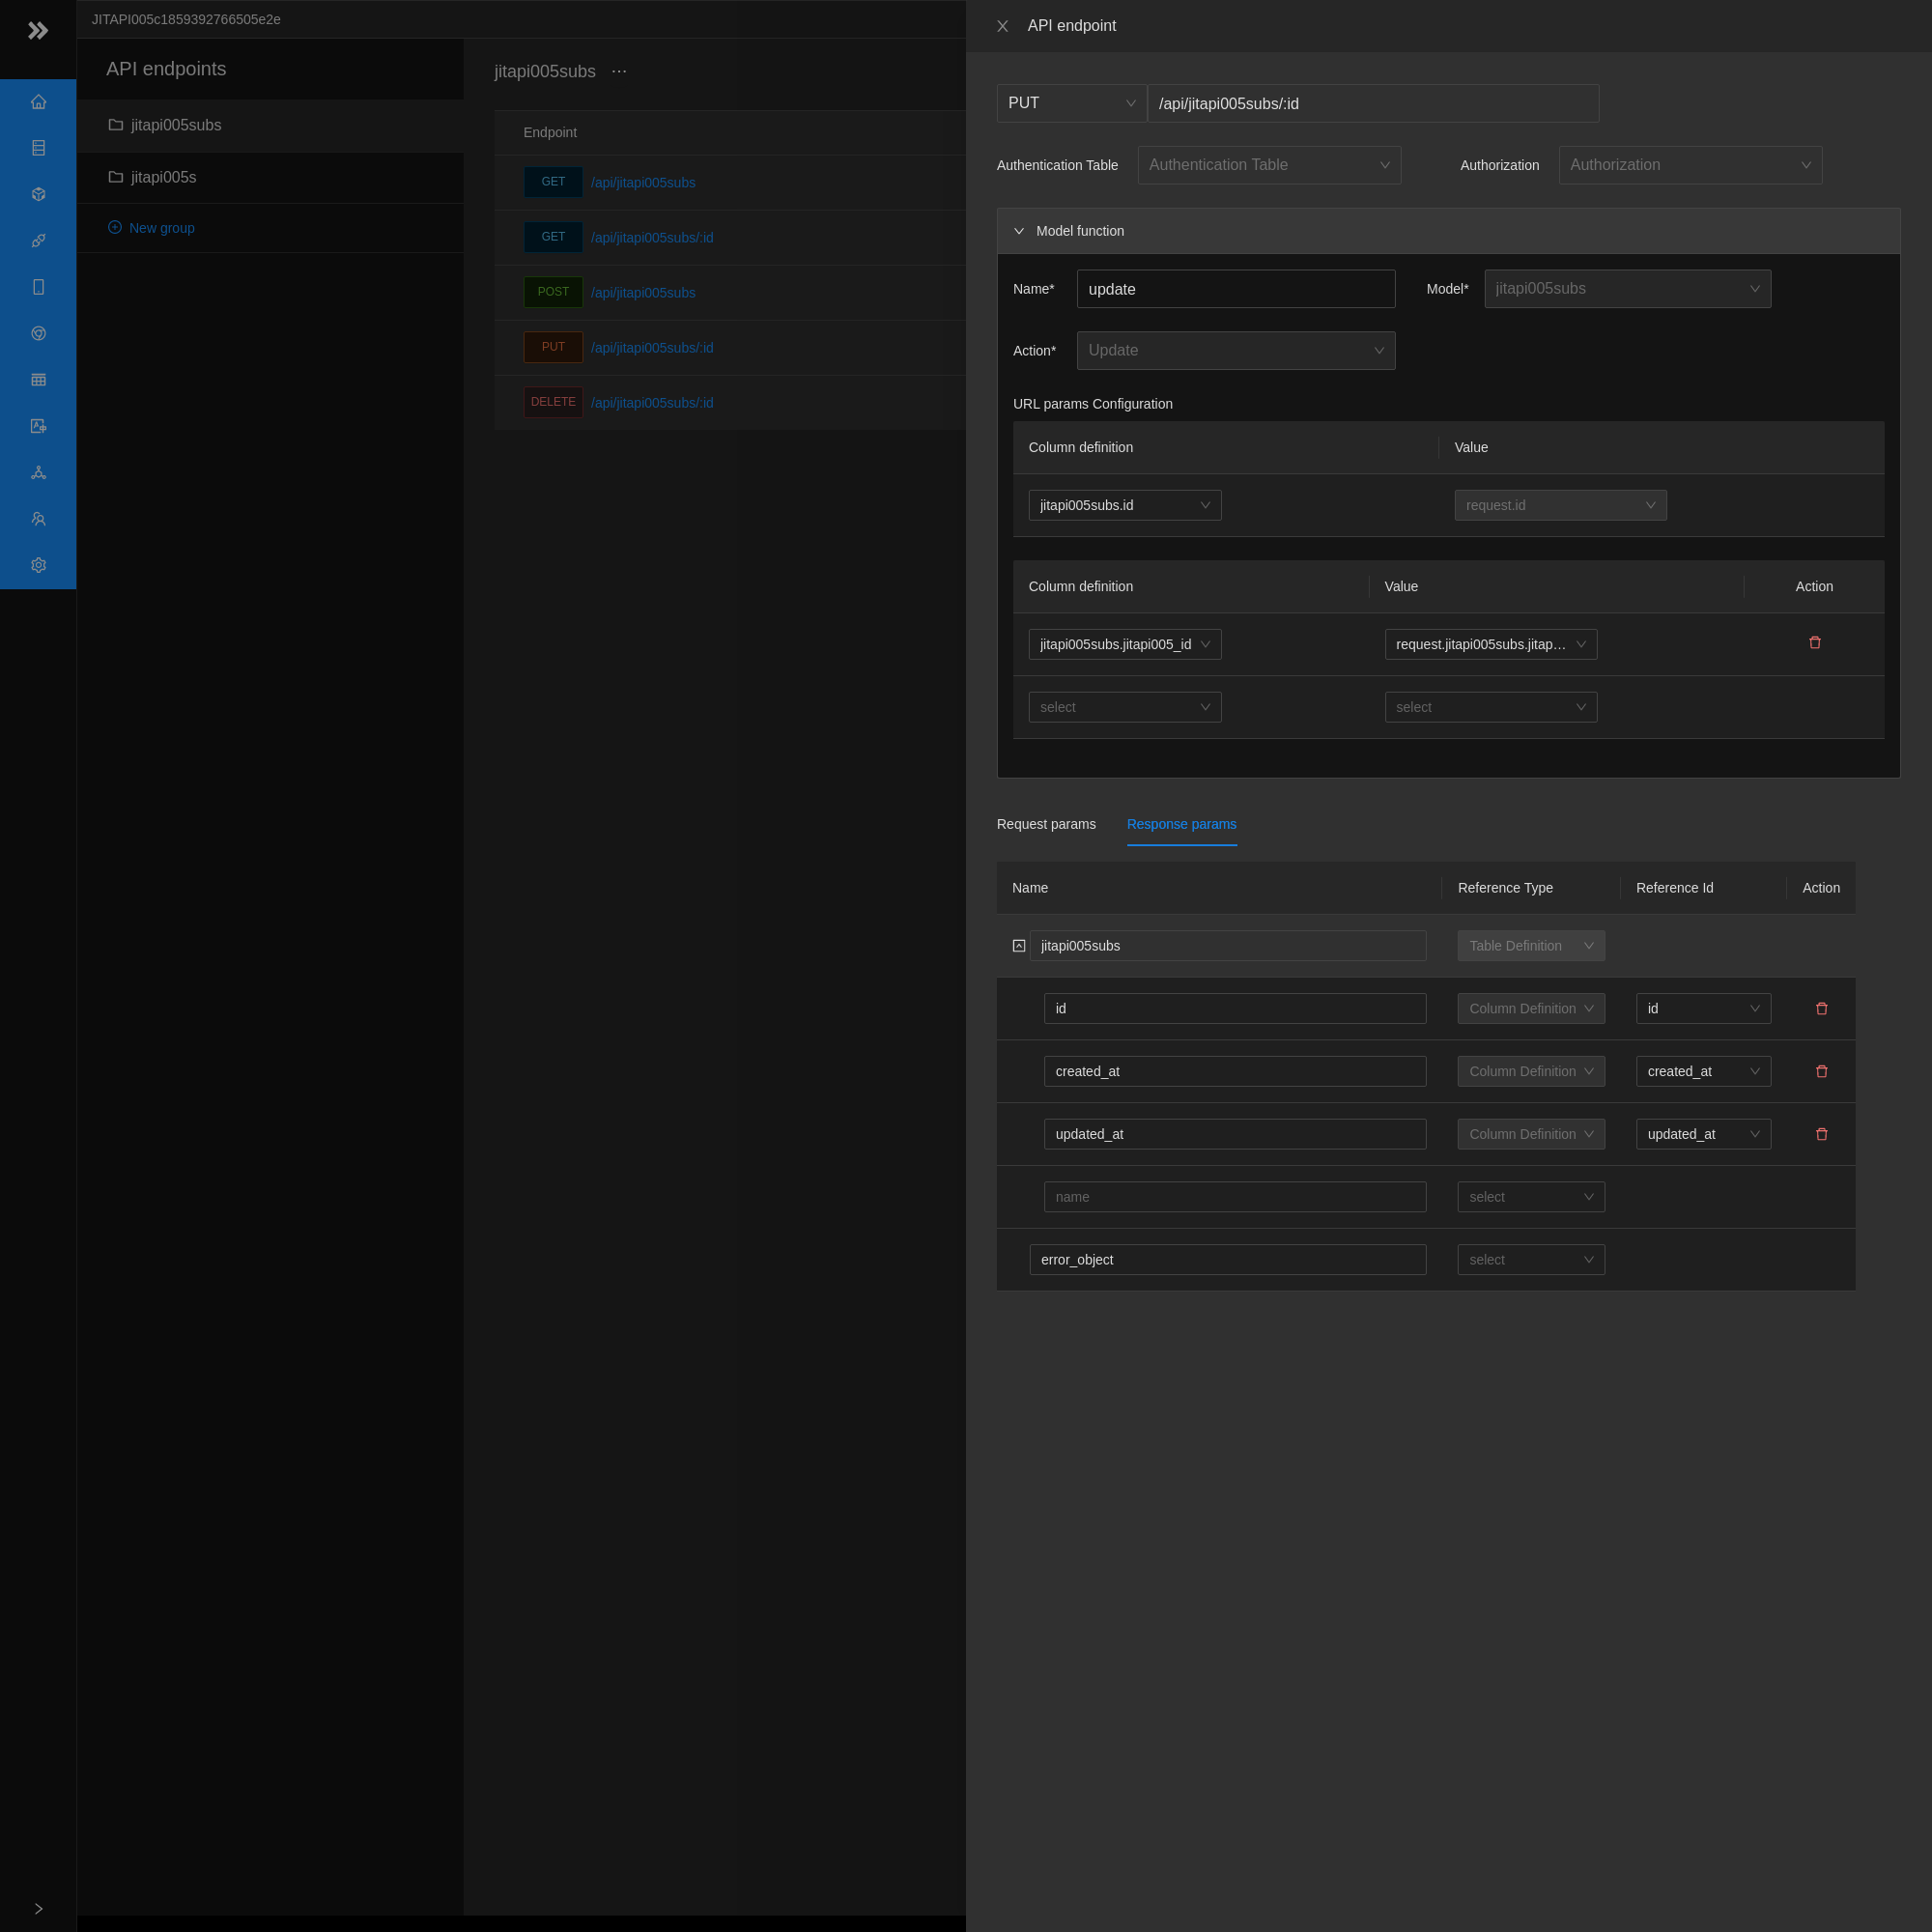 JITAPI005c1859392766505e2e
API endpoints
jitapi005subs
jitapi005s
New group
jitapi005subs ···
Endpoint
GET /api/jitapi005subs
GET /api/jitapi005subs/:id
POST /api/jitapi005subs
PUT /api/jitapi005subs/:id
DELETE /api/jitapi005subs/:id
API endpoint
PUT /api/jitapi005subs/:id
Authentication Table Authentication Table Authorization Authorization
Model function
Name* update Model* jitapi005subs
Action* Update
URL params Configuration
Column definition Value
jitapi005subs.id request.id
Column definition Value Action
jitapi005subs.jitapi005_id request.jitapi005subs.jitap…
select select
Request params Response params
Name Reference Type Reference Id Action
jitapi005subs Table Definition
id Column Definition id
created_at Column Definition created_at
updated_at Column Definition updated_at
name select
error_object select